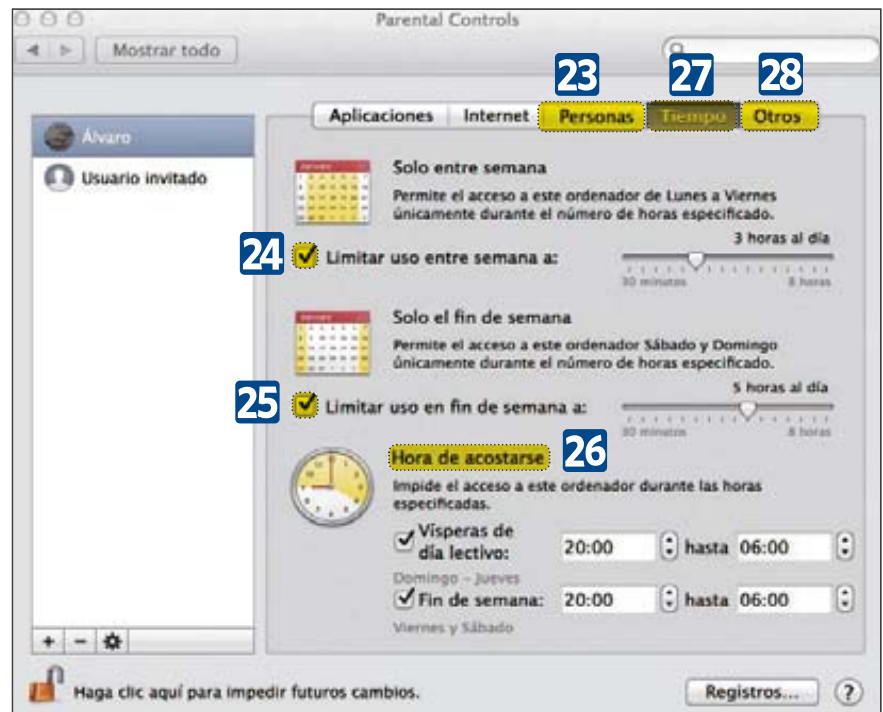 Parental Controls
Mostrar todo
23
27
28
Aplicaciones Internet Personas Tiempo Otros
Álvaro
Usuario invitado
Solo entre semana
Permite el acceso a este ordenador de Lunes a Viernes
únicamente durante el número de horas especificado.
3 horas al día
24
Limitar uso entre semana a:
30 minutos 8 horas
Solo el fin de semana
Permite el acceso a este ordenador Sábado y Domingo
únicamente durante el número de horas especificado.
5 horas al día
25
Limitar uso en fin de semana a:
30 minutos 8 horas
Hora de acostarse
26
Impide el acceso a este ordenador durante las horas
especificadas.
Vísperas de
día lectivo: 20:00 hasta 06:00
Domingo – Jueves
Fin de semana: 20:00 hasta 06:00
Viernes y Sábado
Haga clic aquí para impedir futuros cambios.
Registros... ?